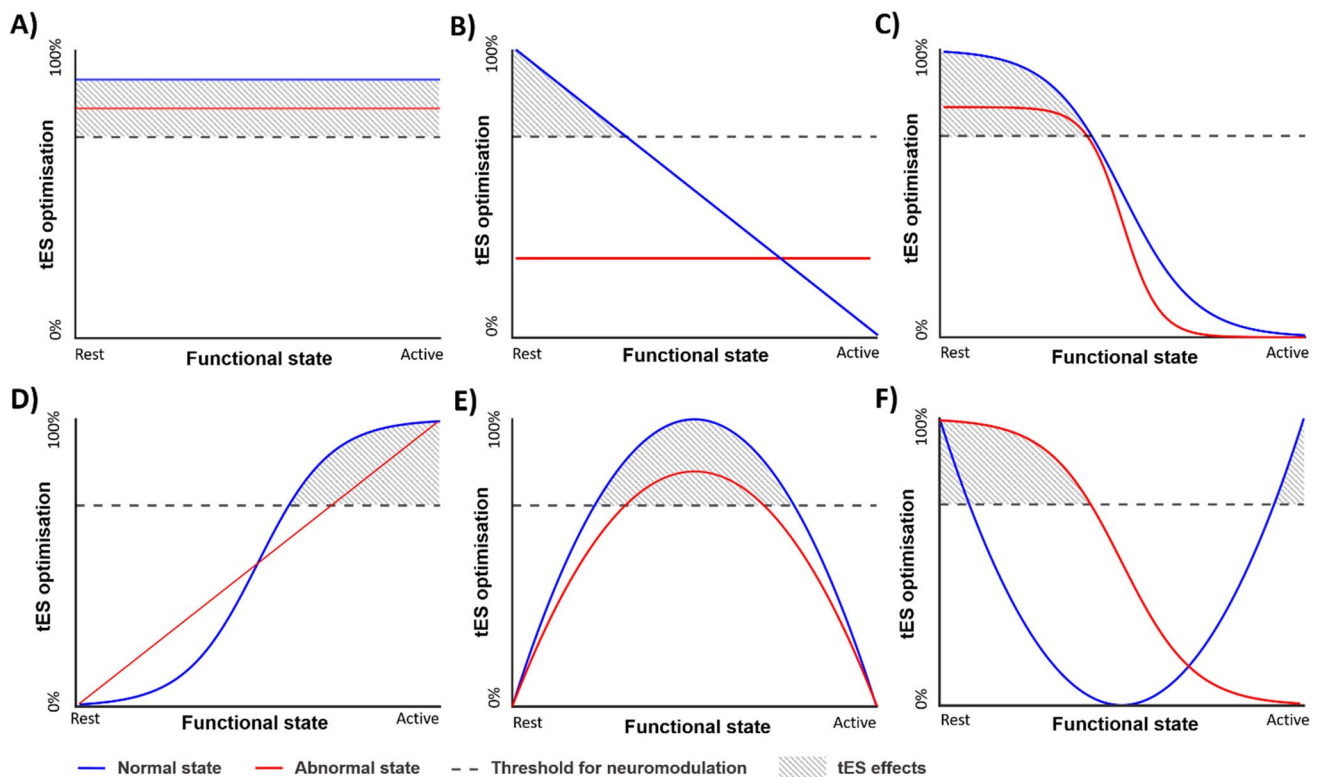 A)
100%
tES optimisation
0%
Rest
Functional state
Active
B)
100%
tES optimisation
0%
Rest
Functional state
Active
C)
100%
tES optimisation
0%
Rest
Functional state
Active
D)
100%
tES optimisation
0%
Rest
Functional state
Active
E)
100%
tES optimisation
0%
Rest
Functional state
Active
F)
100%
tES optimisation
0%
Rest
Functional state
Active
Normal state
Abnormal state
Threshold for neuromodulation
tES effects